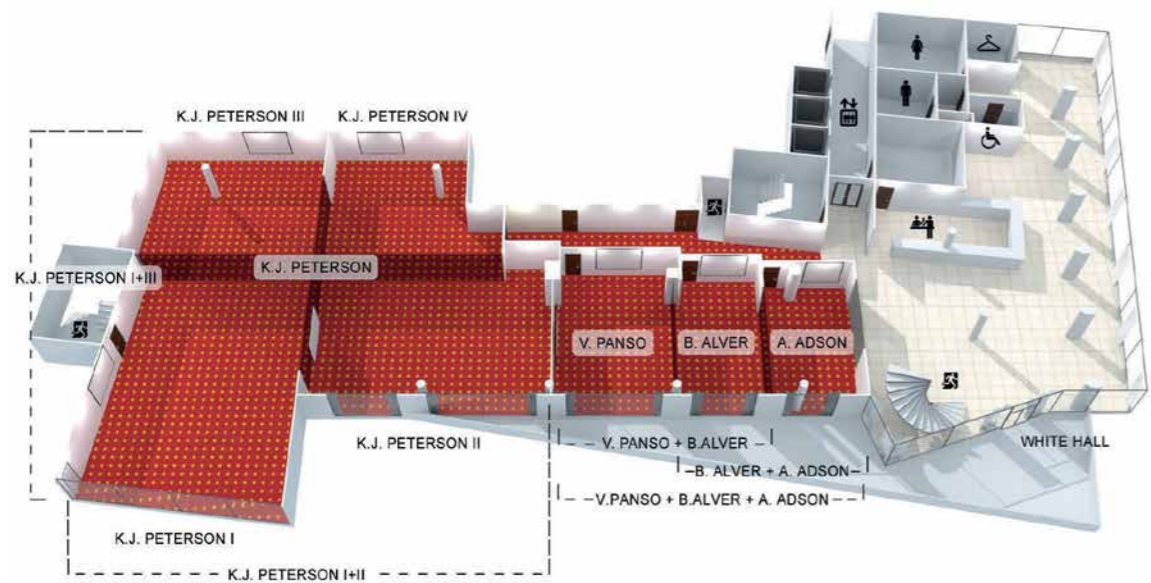 K.J. PETERSON III
K.J. PETERSON IV
K.J. PETERSON I+III
K.J. PETERSON
V. PANSO
B. ALVER
A. ADSON
K.J. PETERSON II
V. PANSO + B.ALVER
WHITE HALL
B. ALVER + A. ADSON
V.PANSO + B.ALVER + A. ADSON
K.J. PETERSON I
K.J. PETERSON I+II